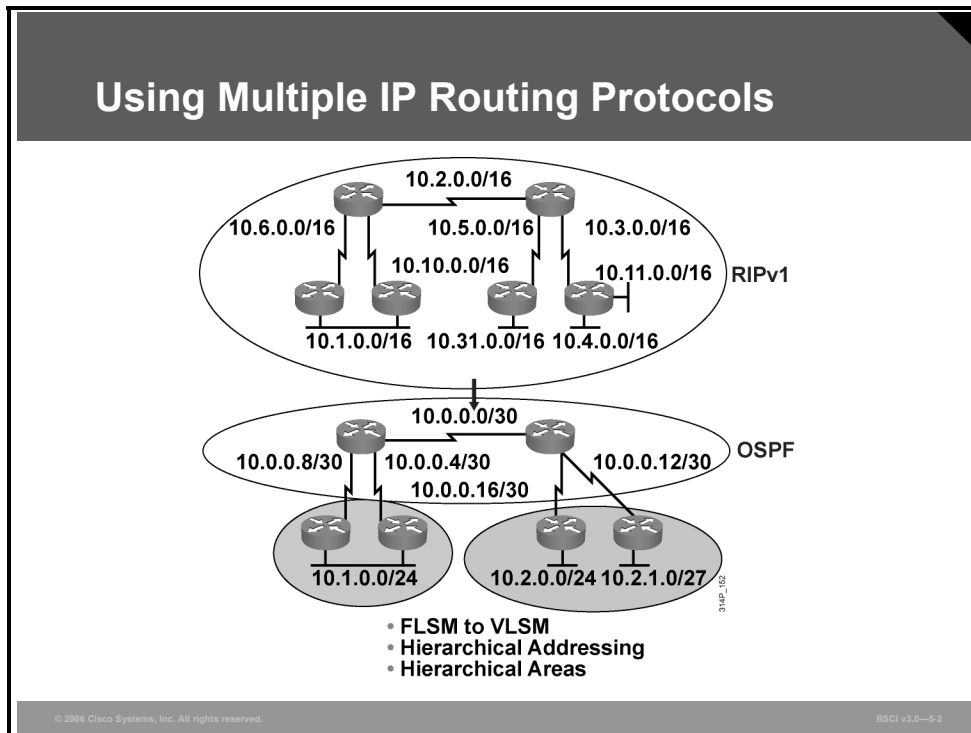 Using Multiple IP Routing Protocols
10.2.0.0/16
10.6.0.0/16
10.5.0.0/16
10.3.0.0/16
10.10.0.0/16
10.11.0.0/16
RIPv1
10.1.0.0/16
10.31.0.0/16
10.4.0.0/16
10.0.0.0/30
OSPF
10.0.0.8/30
10.0.0.4/30
10.0.0.12/30
10.0.0.16/30
10.1.0.0/24
10.2.0.0/24
10.2.1.0/27
314P_152
• FLSM to VLSM
• Hierarchical Addressing
• Hierarchical Areas
© 2006 Cisco Systems, Inc. All rights reserved.
BSCI v3.0—5-2